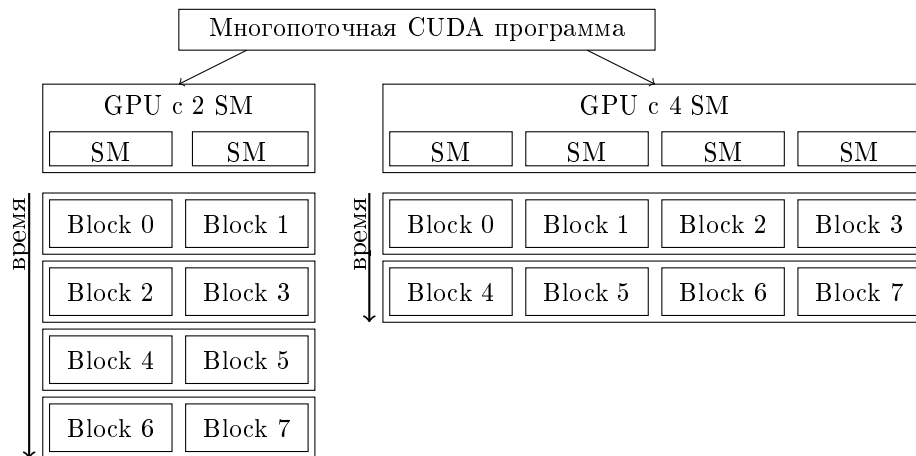 Многопоточная CUDA программа
GPU с 2 SM
SM SM
GPU с 4 SM
SM SM SM SM
время
Block 0 Block 1
Block 2 Block 3
Block 4 Block 5
Block 6 Block 7
время
Block 0 Block 1 Block 2 Block 3
Block 4 Block 5 Block 6 Block 7